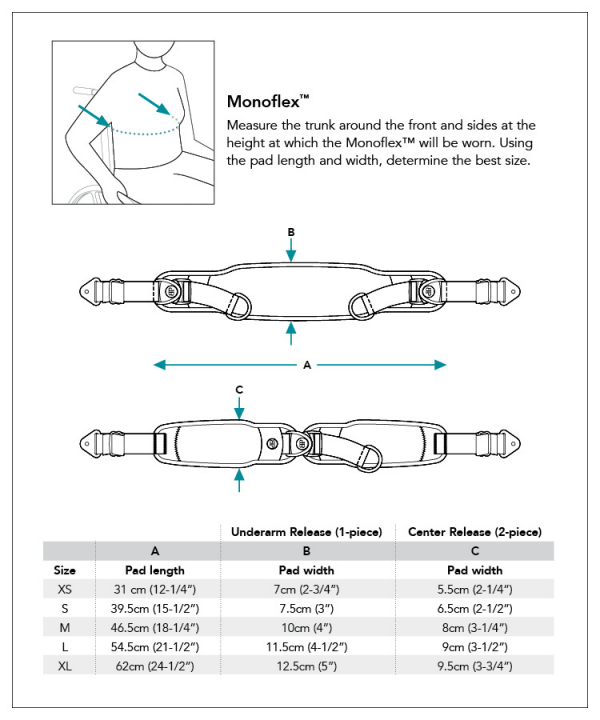 Monoflex™
Measure the trunk around the front and sides at the
height at which the Monoflex™ will be worn. Using
the pad length and width, determine the best size.
B
A
C
Underarm Release (1-piece) Center Release (2-piece)
A B C
Size Pad length Pad width Pad width
XS 31 cm (12-1/4”) 7cm (2-3/4”) 5.5cm (2-1/4”)
S 39.5cm (15-1/2”) 7.5cm (3”) 6.5cm (2-1/2”)
M 46.5cm (18-1/4”) 10cm (4”) 8cm (3-1/4”)
L 54.5cm (21-1/2”) 11.5cm (4-1/2”) 9cm (3-1/2”)
XL 62cm (24-1/2”) 12.5cm (5”) 9.5cm (3-3/4”)